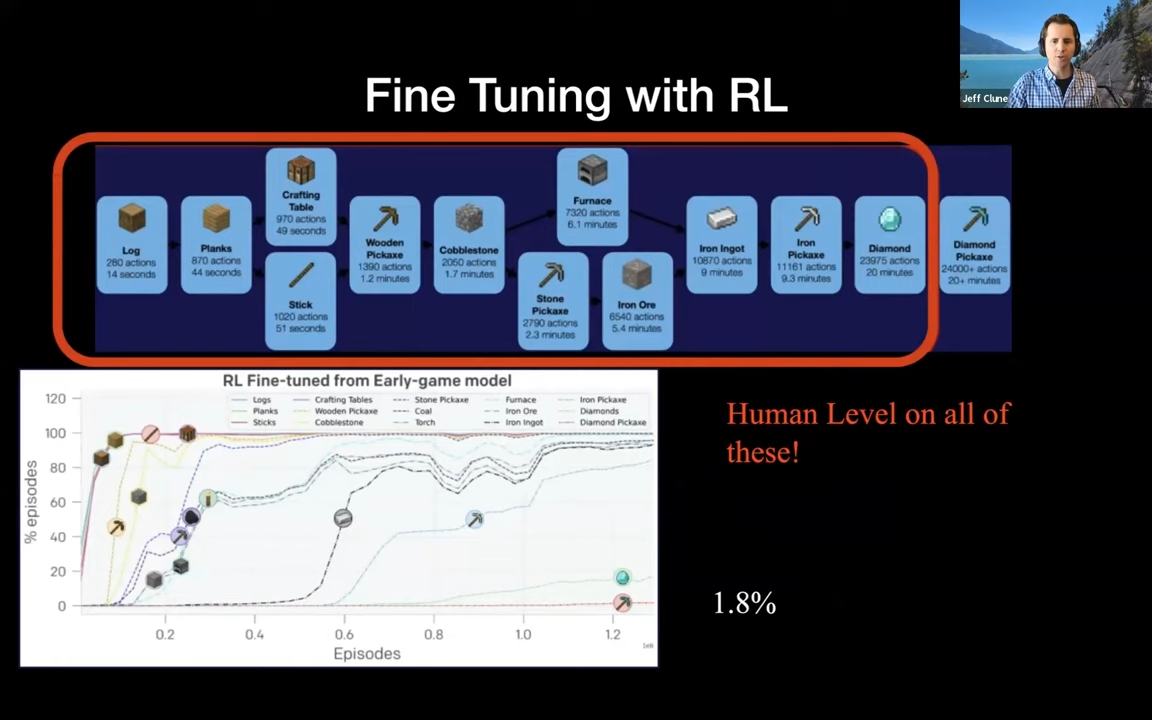 Jeff Clune
Fine Tuning with RL
Log
280 actions
14 seconds
Planks
870 actions
44 seconds
Crafting
Table
970 actions
49 seconds
Stick
1020 actions
51 seconds
Wooden
Pickaxe
1390 actions
1.2 minutes
Cobblestone
2050 actions
1.7 minutes
Furnace
7320 actions
6.1 minutes
Stone
Pickaxe
2790 actions
2.3 minutes
Iron Ore
6540 actions
5.4 minutes
Iron Ingot
10870 actions
9 minutes
Iron
Pickaxe
11161 actions
9.3 minutes
Diamond
23975 actions
20 minutes
Diamond
Pickaxe
24000+ actions
20+ minutes
RL Fine-tuned from Early-game model
Logs
Planks
Sticks
Crafting Tables
Wooden Pickaxe
Cobblestone
Stone Pickaxe
Coal
Torch
Furnace
Iron Ore
Iron Ingot
Iron Pickaxe
Diamonds
Diamond Pickaxe
% episodes
120
100
80
60
40
20
0
0.2
0.4
0.6
0.8
1.0
1.2
Episodes
Human Level on all of
these!
1.8%